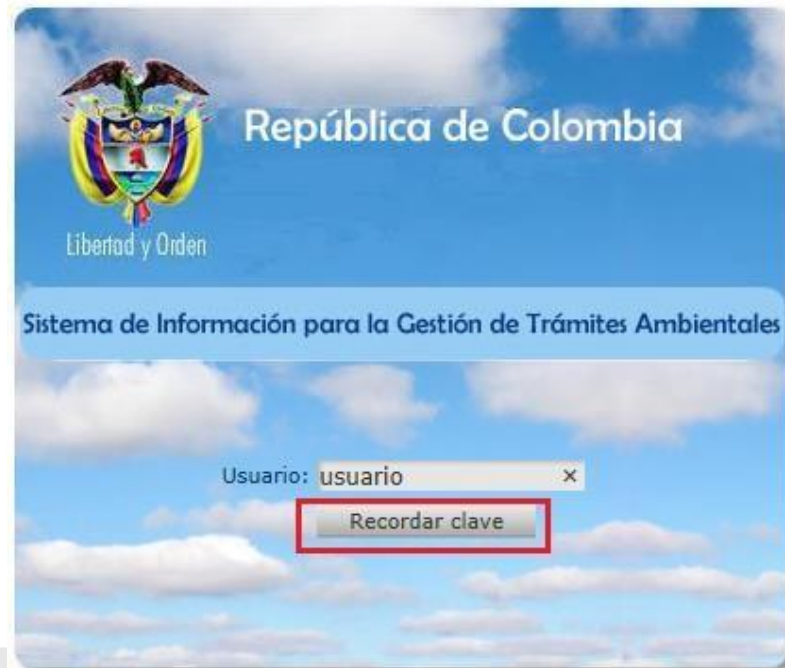 República de Colombia
Libertad y Orden
Sistema de Información para la Gestión de Trámites Ambientales
Usuario: usuario ×
Recordar clave